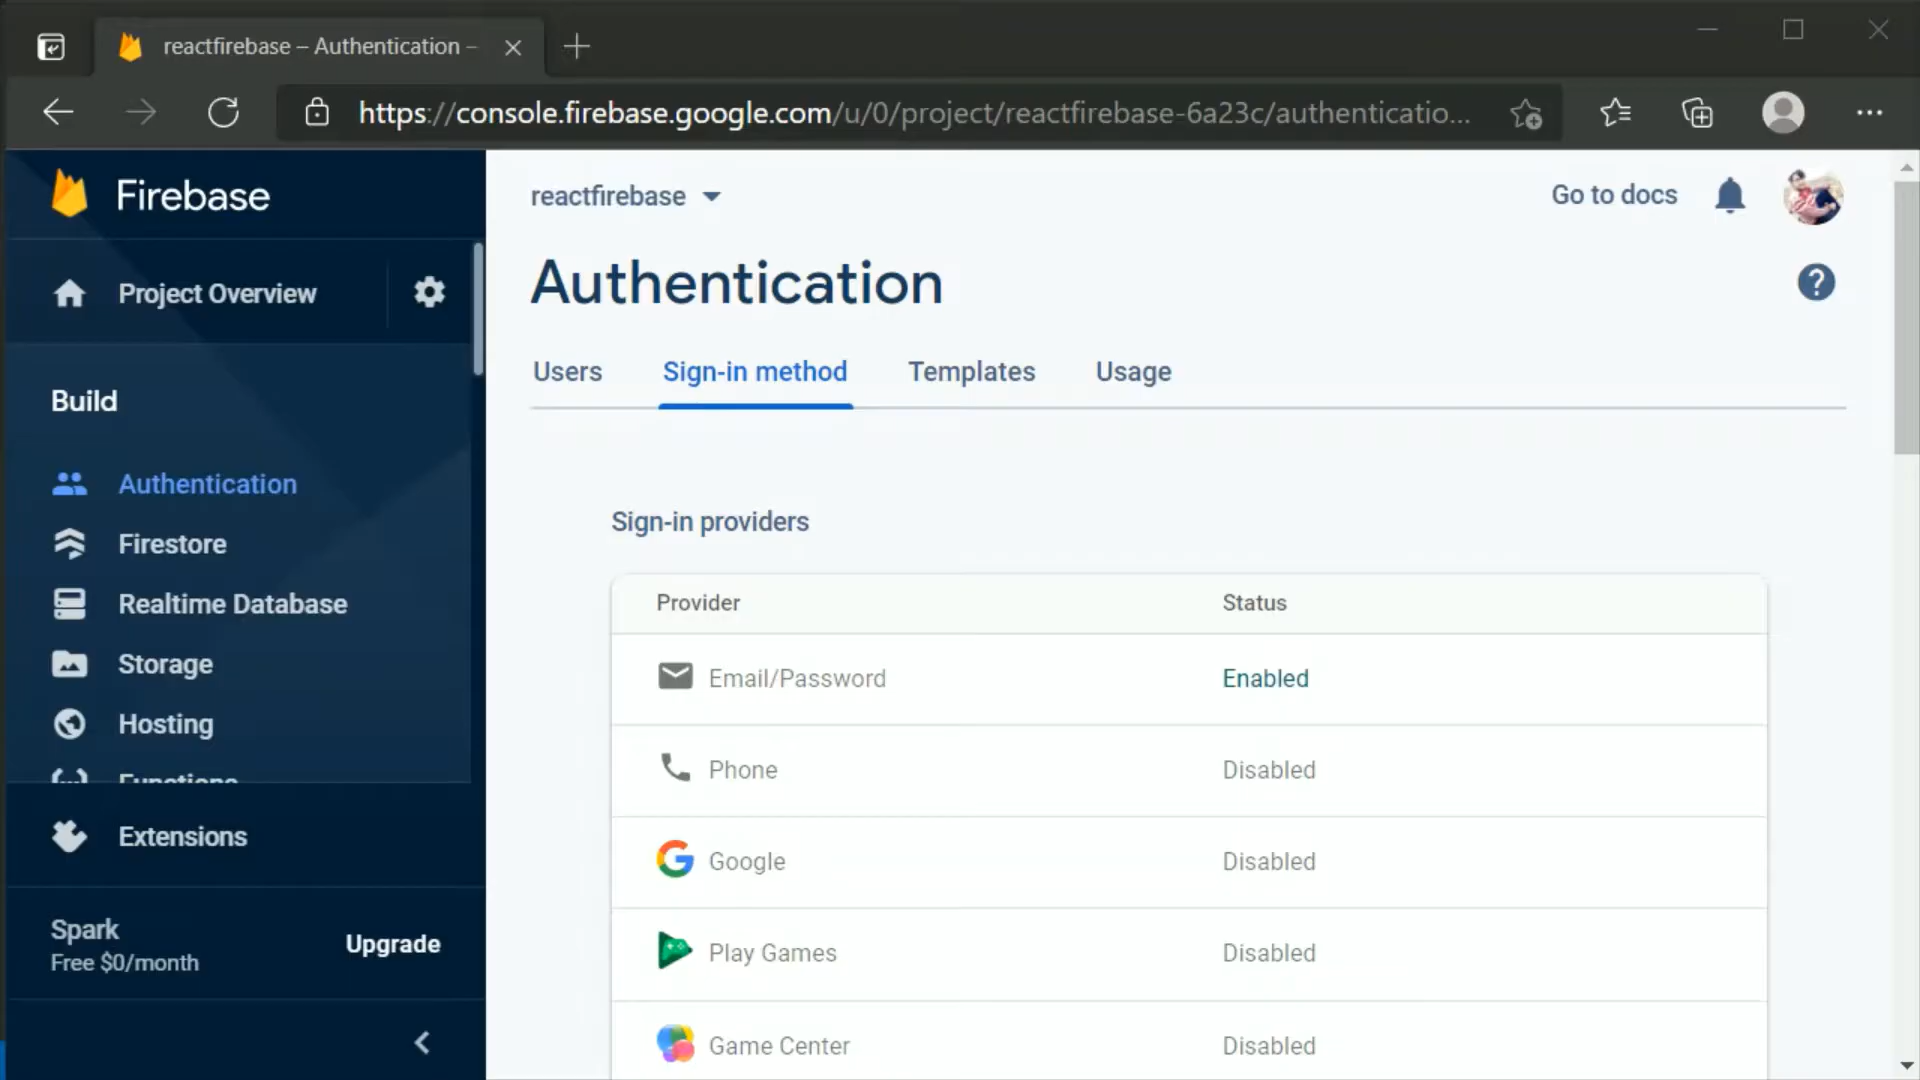 reactfirebase – Authentication –
https://console.firebase.google.com/u/0/project/reactfirebase-6a23c/authenticatio...
Firebase
Project Overview
Build
Authentication
Firestore
Realtime Database
Storage
Hosting
Functions
Extensions
Spark
Free $0/month
Upgrade
reactfirebase
Go to docs
Authentication
Users
Sign-in method
Templates
Usage
Sign-in providers
Provider Status
Email/Password Enabled
Phone Disabled
Google Disabled
Play Games Disabled
Game Center Disabled